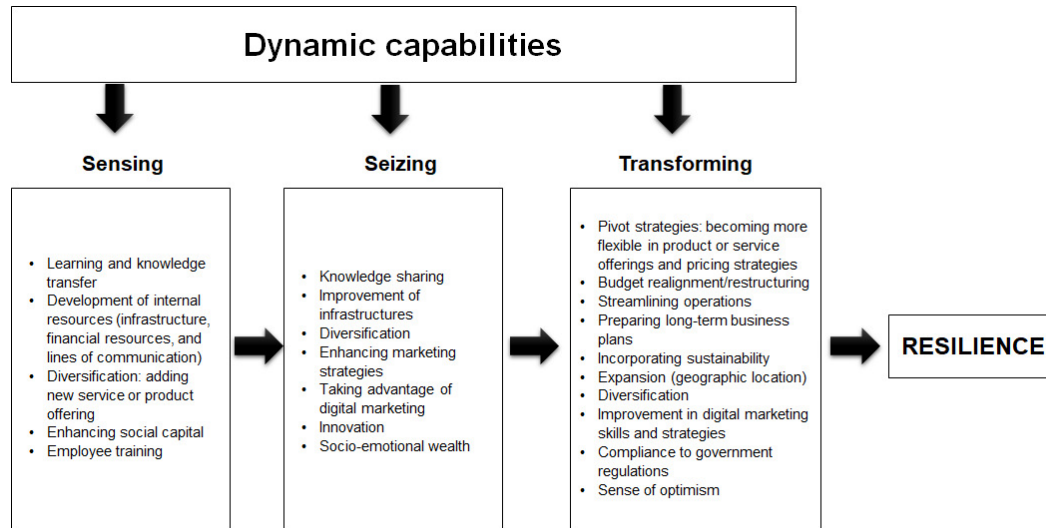 Dynamic capabilities
Sensing
• Learning and knowledge
transfer
• Development of internal
resources (infrastructure,
financial resources, and
lines of communication)
• Diversification: adding
new service or product
offering
• Enhancing social capital
• Employee training
Seizing
• Knowledge sharing
• Improvement of
infrastructures
• Diversification
• Enhancing marketing
strategies
• Taking advantage of
digital marketing
• Innovation
• Socio-emotional wealth
Transforming
• Pivot strategies: becoming more
flexible in product or service
offerings and pricing strategies
• Budget realignment/restructuring
• Streamlining operations
• Preparing long-term business
plans
• Incorporating sustainability
• Expansion (geographic location)
• Diversification
• Improvement in digital marketing
skills and strategies
• Compliance to government
regulations
• Sense of optimism
RESILIENCE